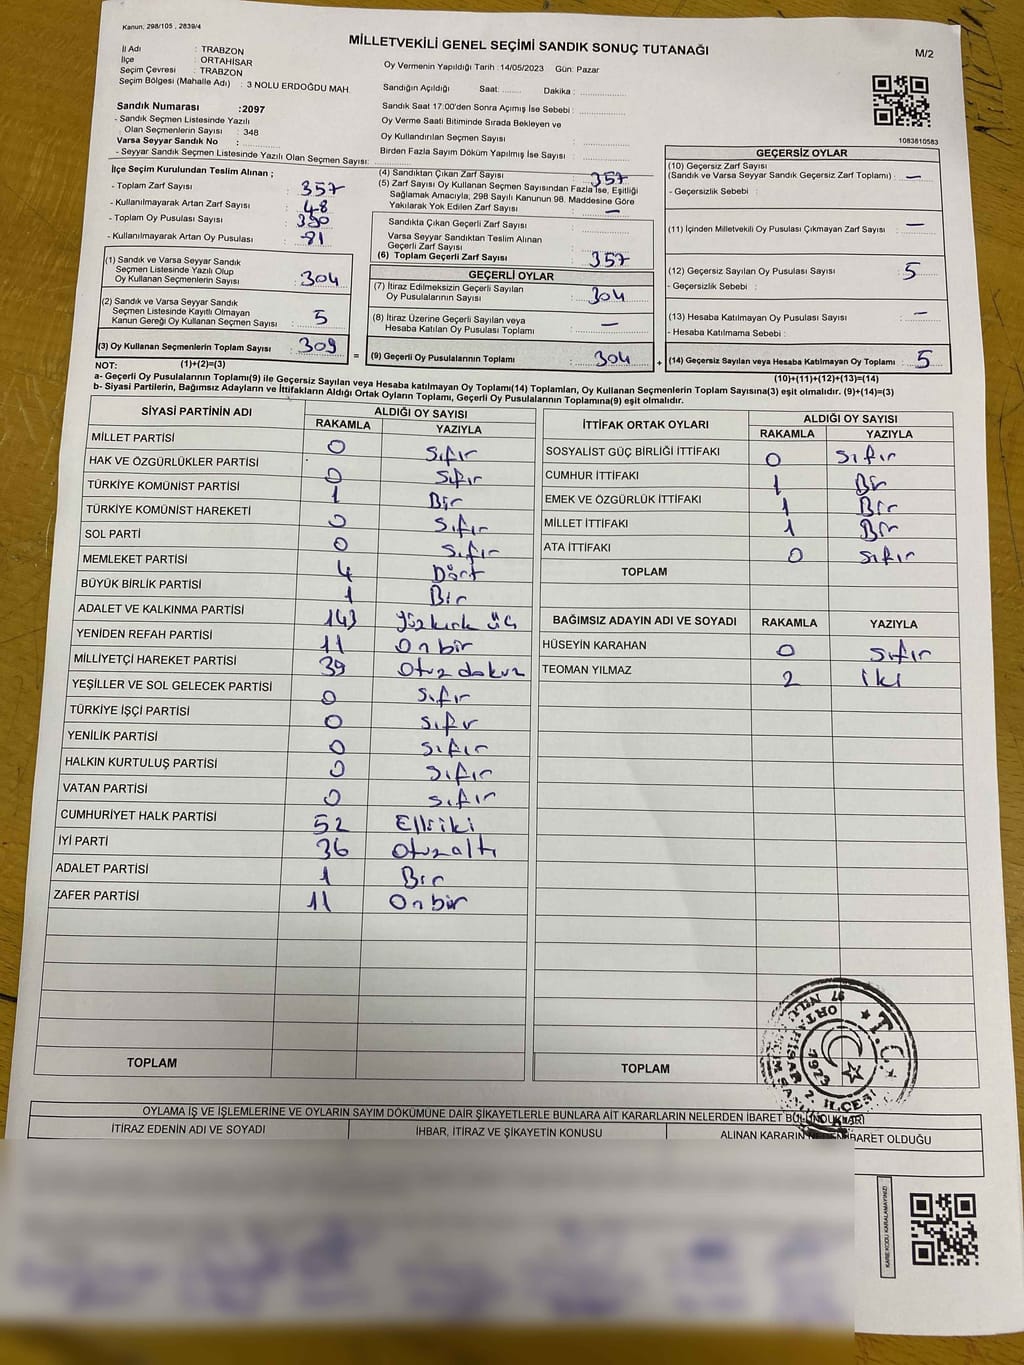 Kanun, 298/105 , 2839/4
MİLLETVEKİLİ GENEL SEÇİMİ SANDIK SONUÇ TUTANAĞI
M/2
İl Adı : TRABZON
İlçe : ORTAHİSAR
Seçim Çevresi : TRABZON
Seçim Bölgesi (Mahalle Adı) : 3 NOLU ERDOĞDU MAH.
Oy Vermenin Yapıldığı Tarih : 14/05/2023 Gün: Pazar
Sandığın Açıldığı Saat: ........ Dakika : ....................
Sandık Numarası :2097
- Sandık Seçmen Listesinde Yazılı
Olan Seçmenlerin Sayısı : 348
Varsa Seyyar Sandık No :
- Seyyar Sandık Seçmen Listesinde Yazılı Olan Seçmen Sayısı:
Sandık Saat 17:00'den Sonra Açımış İse Sebebi :
Oy Verme Saati Bitiminde Sırada Bekleyen ve
Oy Kullandırılan Seçmen Sayısı
Birden Fazla Sayım Döküm Yapılmış İse Sayısı :
1083610583
İlçe Seçim Kurulundan Teslim Alınan ;
- Toplam Zarf Sayısı : 357
- Kullanılmayarak Artan Zarf Sayısı : 48
- Toplam Oy Pusulası Sayısı : 390
- Kullanılmayarak Artan Oy Pusulası : 81
(1) Sandık ve Varsa Seyyar Sandık
Seçmen Listesinde Yazılı Olup
Oy Kullanan Seçmenlerin Sayısı : 304
(2) Sandık ve Varsa Seyyar Sandık
Seçmen Listesinde Kayıtlı Olmayan
Kanun Gereği Oy Kullanan Seçmen Sayısı : 5
(3) Oy Kullanan Seçmenlerin Toplam Sayısı : 309
(1)+(2)=(3)
(4) Sandıktan Çıkan Zarf Sayısı : 357
(5) Zarf Sayısı Oy Kullanan Seçmen Sayısından Fazla İse, Eşitliği
Sağlamak Amacıyla; 298 Sayılı Kanunun 98. Maddesine Göre
Yakılarak Yok Edilen Zarf Sayısı : —
Sandıkta Çıkan Geçerli Zarf Sayısı :
Varsa Seyyar Sandıktan Teslim Alınan
Geçerli Zarf Sayısı :
(6) Toplam Geçerli Zarf Sayısı : 357
GEÇERLİ OYLAR
(7) İtiraz Edilmeksizin Geçerli Sayılan
Oy Pusulalarının Sayısı : 304
(8) İtiraz Üzerine Geçerli Sayılan veya
Hesaba Katılan Oy Pusulası Toplamı : —
= (9) Geçerli Oy Pusulalarının Toplamı : 304 +
GEÇERSİZ OYLAR
(10) Geçersiz Zarf Sayısı
(Sandık ve Varsa Seyyar Sandık Geçersiz Zarf Toplamı) : —
- Geçersizlik Sebebi :
(11) İçinden Milletvekili Oy Pusulası Çıkmayan Zarf Sayısı : —
(12) Geçersiz Sayılan Oy Pusulası Sayısı : 5
- Geçersizlik Sebebi :
(13) Hesaba Katılmayan Oy Pusulası Sayısı : —
- Hesaba Katılmama Sebebi :
(14) Geçersiz Sayılan veya Hesaba Katılmayan Oy Toplamı : 5
(10)+(11)+(12)+(13)=(14)
NOT:
a- Geçerli Oy Pusulalarının Toplamı(9) ile Geçersiz Sayılan veya Hesaba katılmayan Oy Toplamı(14) Toplamları, Oy Kullanan Seçmenlerin Toplam Sayısına(3) eşit olmalıdır. (9)+(14)=(3)
b- Siyasi Partilerin, Bağımsız Adayların ve İttifakların Aldığı Ortak Oyların Toplamı, Geçerli Oy Pusulalarının Toplamına(9) eşit olmalıdır.
SİYASİ PARTİNİN ADI ALDIĞI OY SAYISI
RAKAMLA YAZIYLA
MİLLET PARTİSİ 0 Sıfır
HAK VE ÖZGÜRLÜKLER PARTİSİ 0 Sıfır
TÜRKİYE KOMÜNİST PARTİSİ 1 Bir
TÜRKİYE KOMÜNİST HAREKETİ 0 Sıfır
SOL PARTİ 0 Sıfır
MEMLEKET PARTİSİ 4 Dört
BÜYÜK BİRLİK PARTİSİ 1 Bir
ADALET VE KALKINMA PARTİSİ 143 Yüzkırk üç
YENİDEN REFAH PARTİSİ 11 Onbir
MİLLİYETÇİ HAREKET PARTİSİ 39 Otuzdokuz
YEŞİLLER VE SOL GELECEK PARTİSİ 0 Sıfır
TÜRKİYE İŞÇİ PARTİSİ 0 Sıfır
YENİLİK PARTİSİ 0 Sıfır
HALKIN KURTULUŞ PARTİSİ 0 Sıfır
VATAN PARTİSİ 0 Sıfır
CUMHURİYET HALK PARTİSİ 52 Elliiki
İYİ PARTİ 36 Otuzaltı
ADALET PARTİSİ 1 Bir
ZAFER PARTİSİ 11 Onbir
TOPLAM
İTTİFAK ORTAK OYLARI ALDIĞI OY SAYISI
RAKAMLA YAZIYLA
SOSYALİST GÜÇ BİRLİĞİ İTTİFAKI 0 Sıfır
CUMHUR İTTİFAKI 1 Bir
EMEK VE ÖZGÜRLÜK İTTİFAKI 1 Bir
MİLLET İTTİFAKI 1 Bir
ATA İTTİFAKI 0 Sıfır
TOPLAM
BAĞIMSIZ ADAYIN ADI VE SOYADI RAKAMLA YAZIYLA
HÜSEYİN KARAHAN 0 Sıfır
TEOMAN YILMAZ 2 İki
TOPLAM
T.C.
ORTAHİSAR 2. İLÇE
1923
OYLAMA İŞ VE İŞLEMLERİNE VE OYLARIN SAYIM DÖKÜMÜNE DAİR ŞİKAYETLERLE BUNLARA AİT KARARLARIN NELERDEN İBARET BULUNDUKLARI
İTİRAZ EDENİN ADI VE SOYADI İHBAR, İTİRAZ VE ŞİKAYETİN KONUSU ALINAN KARARIN NEDEN İBARET OLDUĞU
KARE KODU KARALAMAYINIZ!